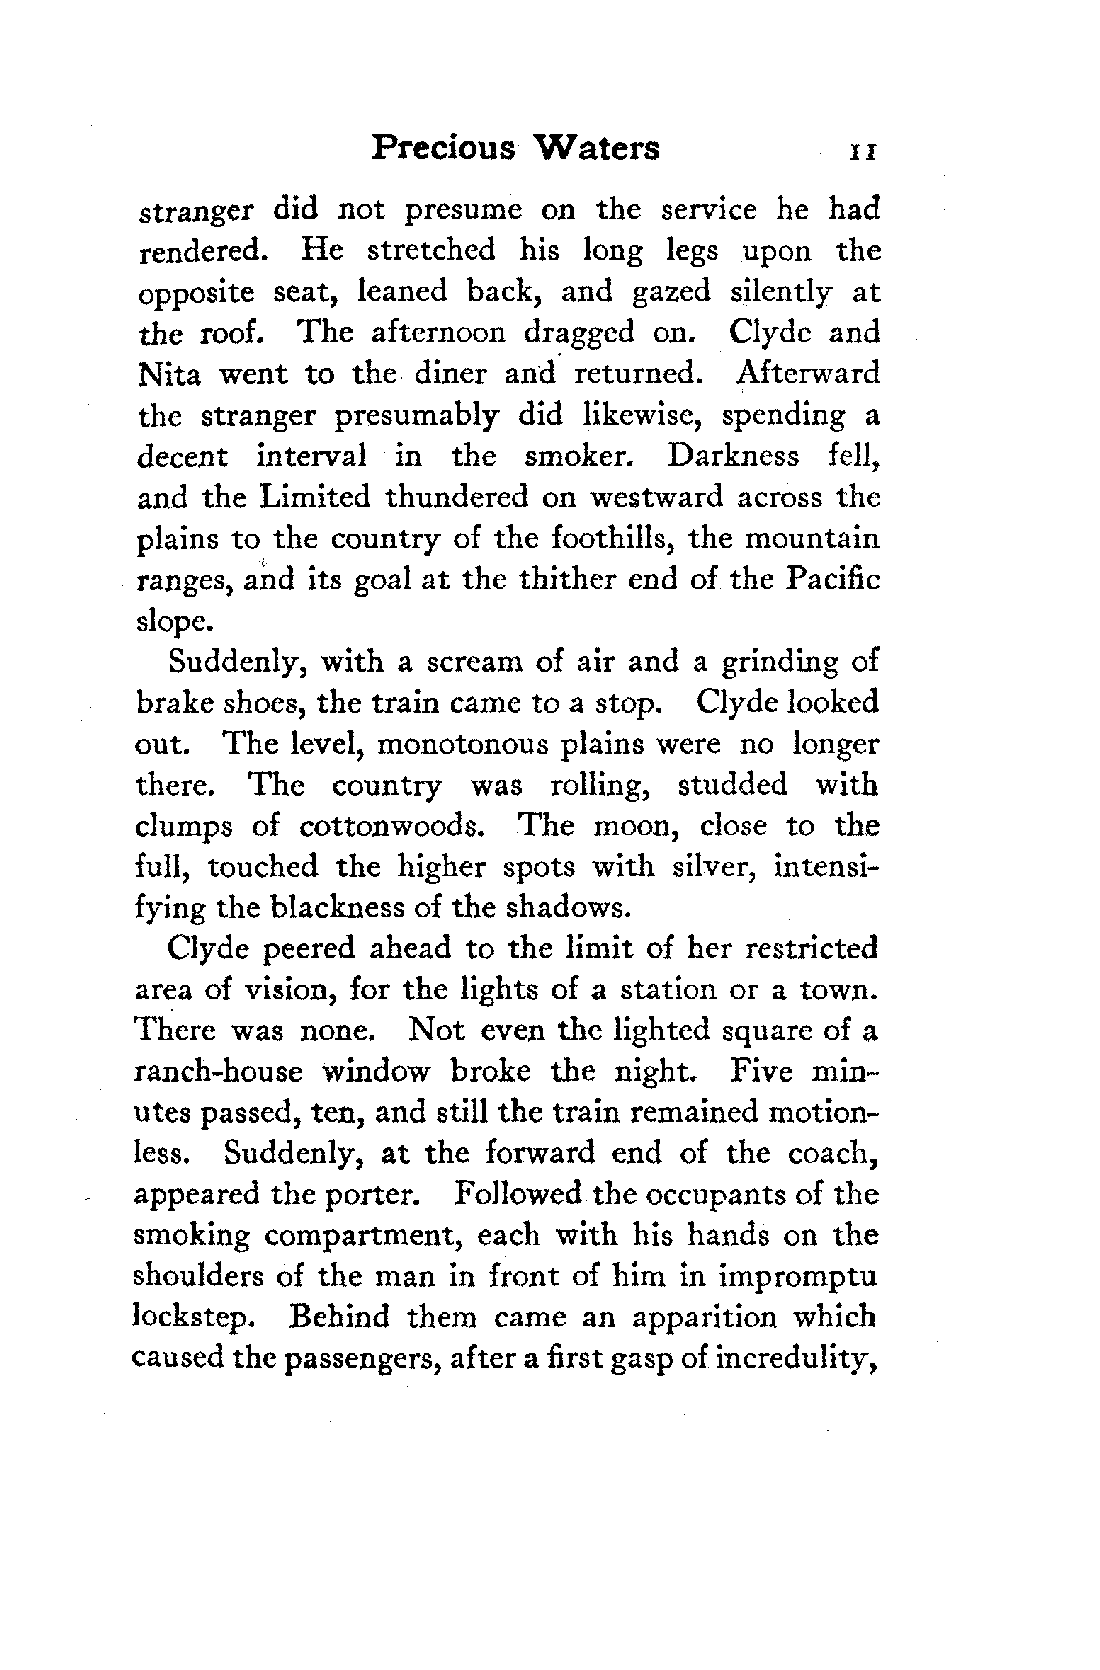 Precious Waters 11
stranger did not presume on the service he had
rendered. He stretched his long legs upon the
opposite seat, leaned back, and gazed silently at
the roof. The afternoon dragged on. Clyde and
Nita went to the diner and returned. Afterward
the stranger presumably did likewise, spending a
decent interval in the smoker. Darkness fell,
and the Limited thundered on westward across the
plains to the country of the foothills, the mountain
ranges, and its goal at the thither end of the Pacific
slope.
Suddenly, with a scream of air and a grinding of
brake shoes, the train came to a stop. Clyde looked
out. The level, monotonous plains were no longer
there. The country was rolling, studded with
clumps of cottonwoods. The moon, close to the
full, touched the higher spots with silver, intensi-
fying the blackness of the shadows.
Clyde peered ahead to the limit of her restricted
area of vision, for the lights of a station or a town.
There was none. Not even the lighted square of a
ranch-house window broke the night. Five min-
utes passed, ten, and still the train remained motion-
less. Suddenly, at the forward end of the coach,
appeared the porter. Followed the occupants of the
smoking compartment, each with his hands on the
shoulders of the man in front of him in impromptu
lockstep. Behind them came an apparition which
caused the passengers, after a first gasp of incredulity,